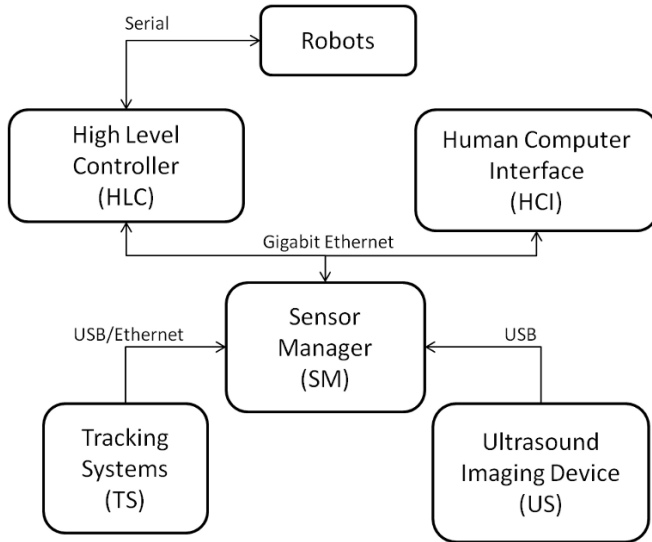 Serial
Robots
High Level
Controller
(HLC)
Human Computer
Interface
(HCI)
Gigabit Ethernet
Sensor
Manager
(SM)
USB/Ethernet
USB
Tracking
Systems
(TS)
Ultrasound
Imaging Device
(US)